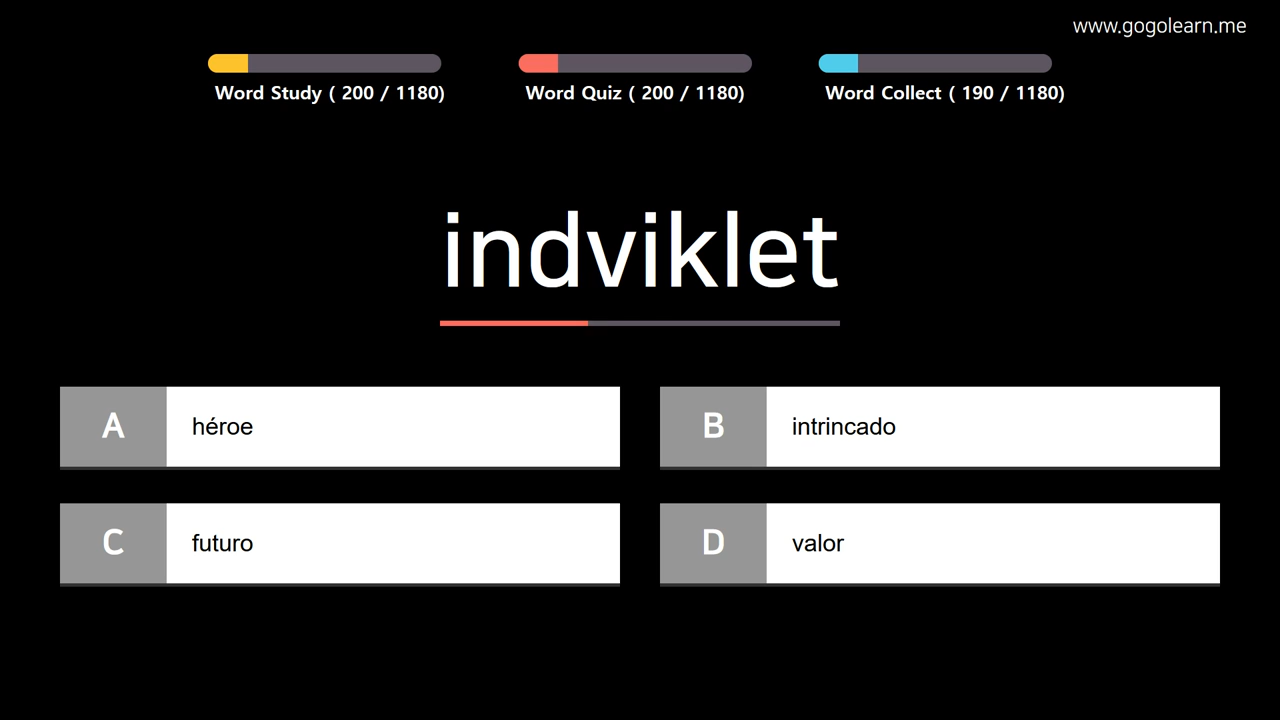 www.gogolearn.me
Word Study ( 200 / 1180)
Word Quiz ( 200 / 1180)
Word Collect ( 190 / 1180)
indviklet
A
héroe
B
intrincado
C
futuro
D
valor